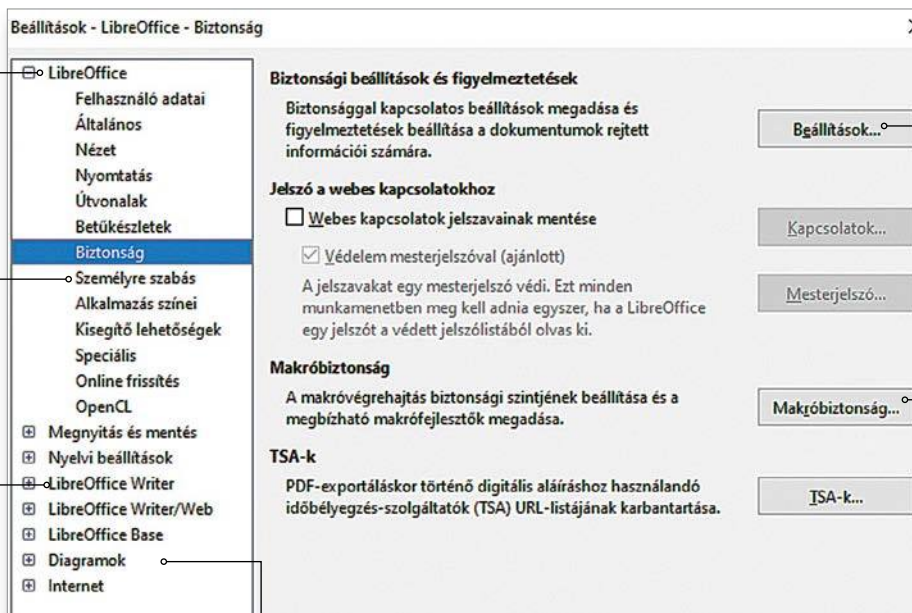 Beállítások - LibreOffice - Biztonság
LibreOffice
Felhasználó adatai
Általános
Nézet
Nyomtatás
Útvonalak
Betűkészletek
Biztonság
Személyre szabás
Alkalmazás színei
Kisegítő lehetőségek
Speciális
Online frissítés
OpenCL
Megnyitás és mentés
Nyelvi beállítások
LibreOffice Writer
LibreOffice Writer/Web
LibreOffice Base
Diagramok
Internet
Biztonsági beállítások és figyelmeztetések
Biztonsággal kapcsolatos beállítások megadása és
figyelmeztetések beállítása a dokumentumok rejtett
információi számára.
Beállítások...
Jelszó a webes kapcsolatokhoz
Webes kapcsolatok jelszavainak mentése
Kapcsolatok...
Védelem mesterjelszóval (ajánlott)
A jelszavakat egy mesterjelszó védi. Ezt minden
munkamenetben meg kell adnia egyszer, ha a LibreOffice
egy jelszót a védett jelszólistából olvas ki.
Mesterjelszó...
Makróbiztonság
A makróvégrehajtás biztonsági szintjének beállítása és a
megbízható makrófejlesztők megadása.
Makróbiztonság...
TSA-k
PDF-exportáláskor történő digitális aláíráshoz használandó
időbélyegzés-szolgáltatók (TSA) URL-listájának karbantartása.
TSA-k...